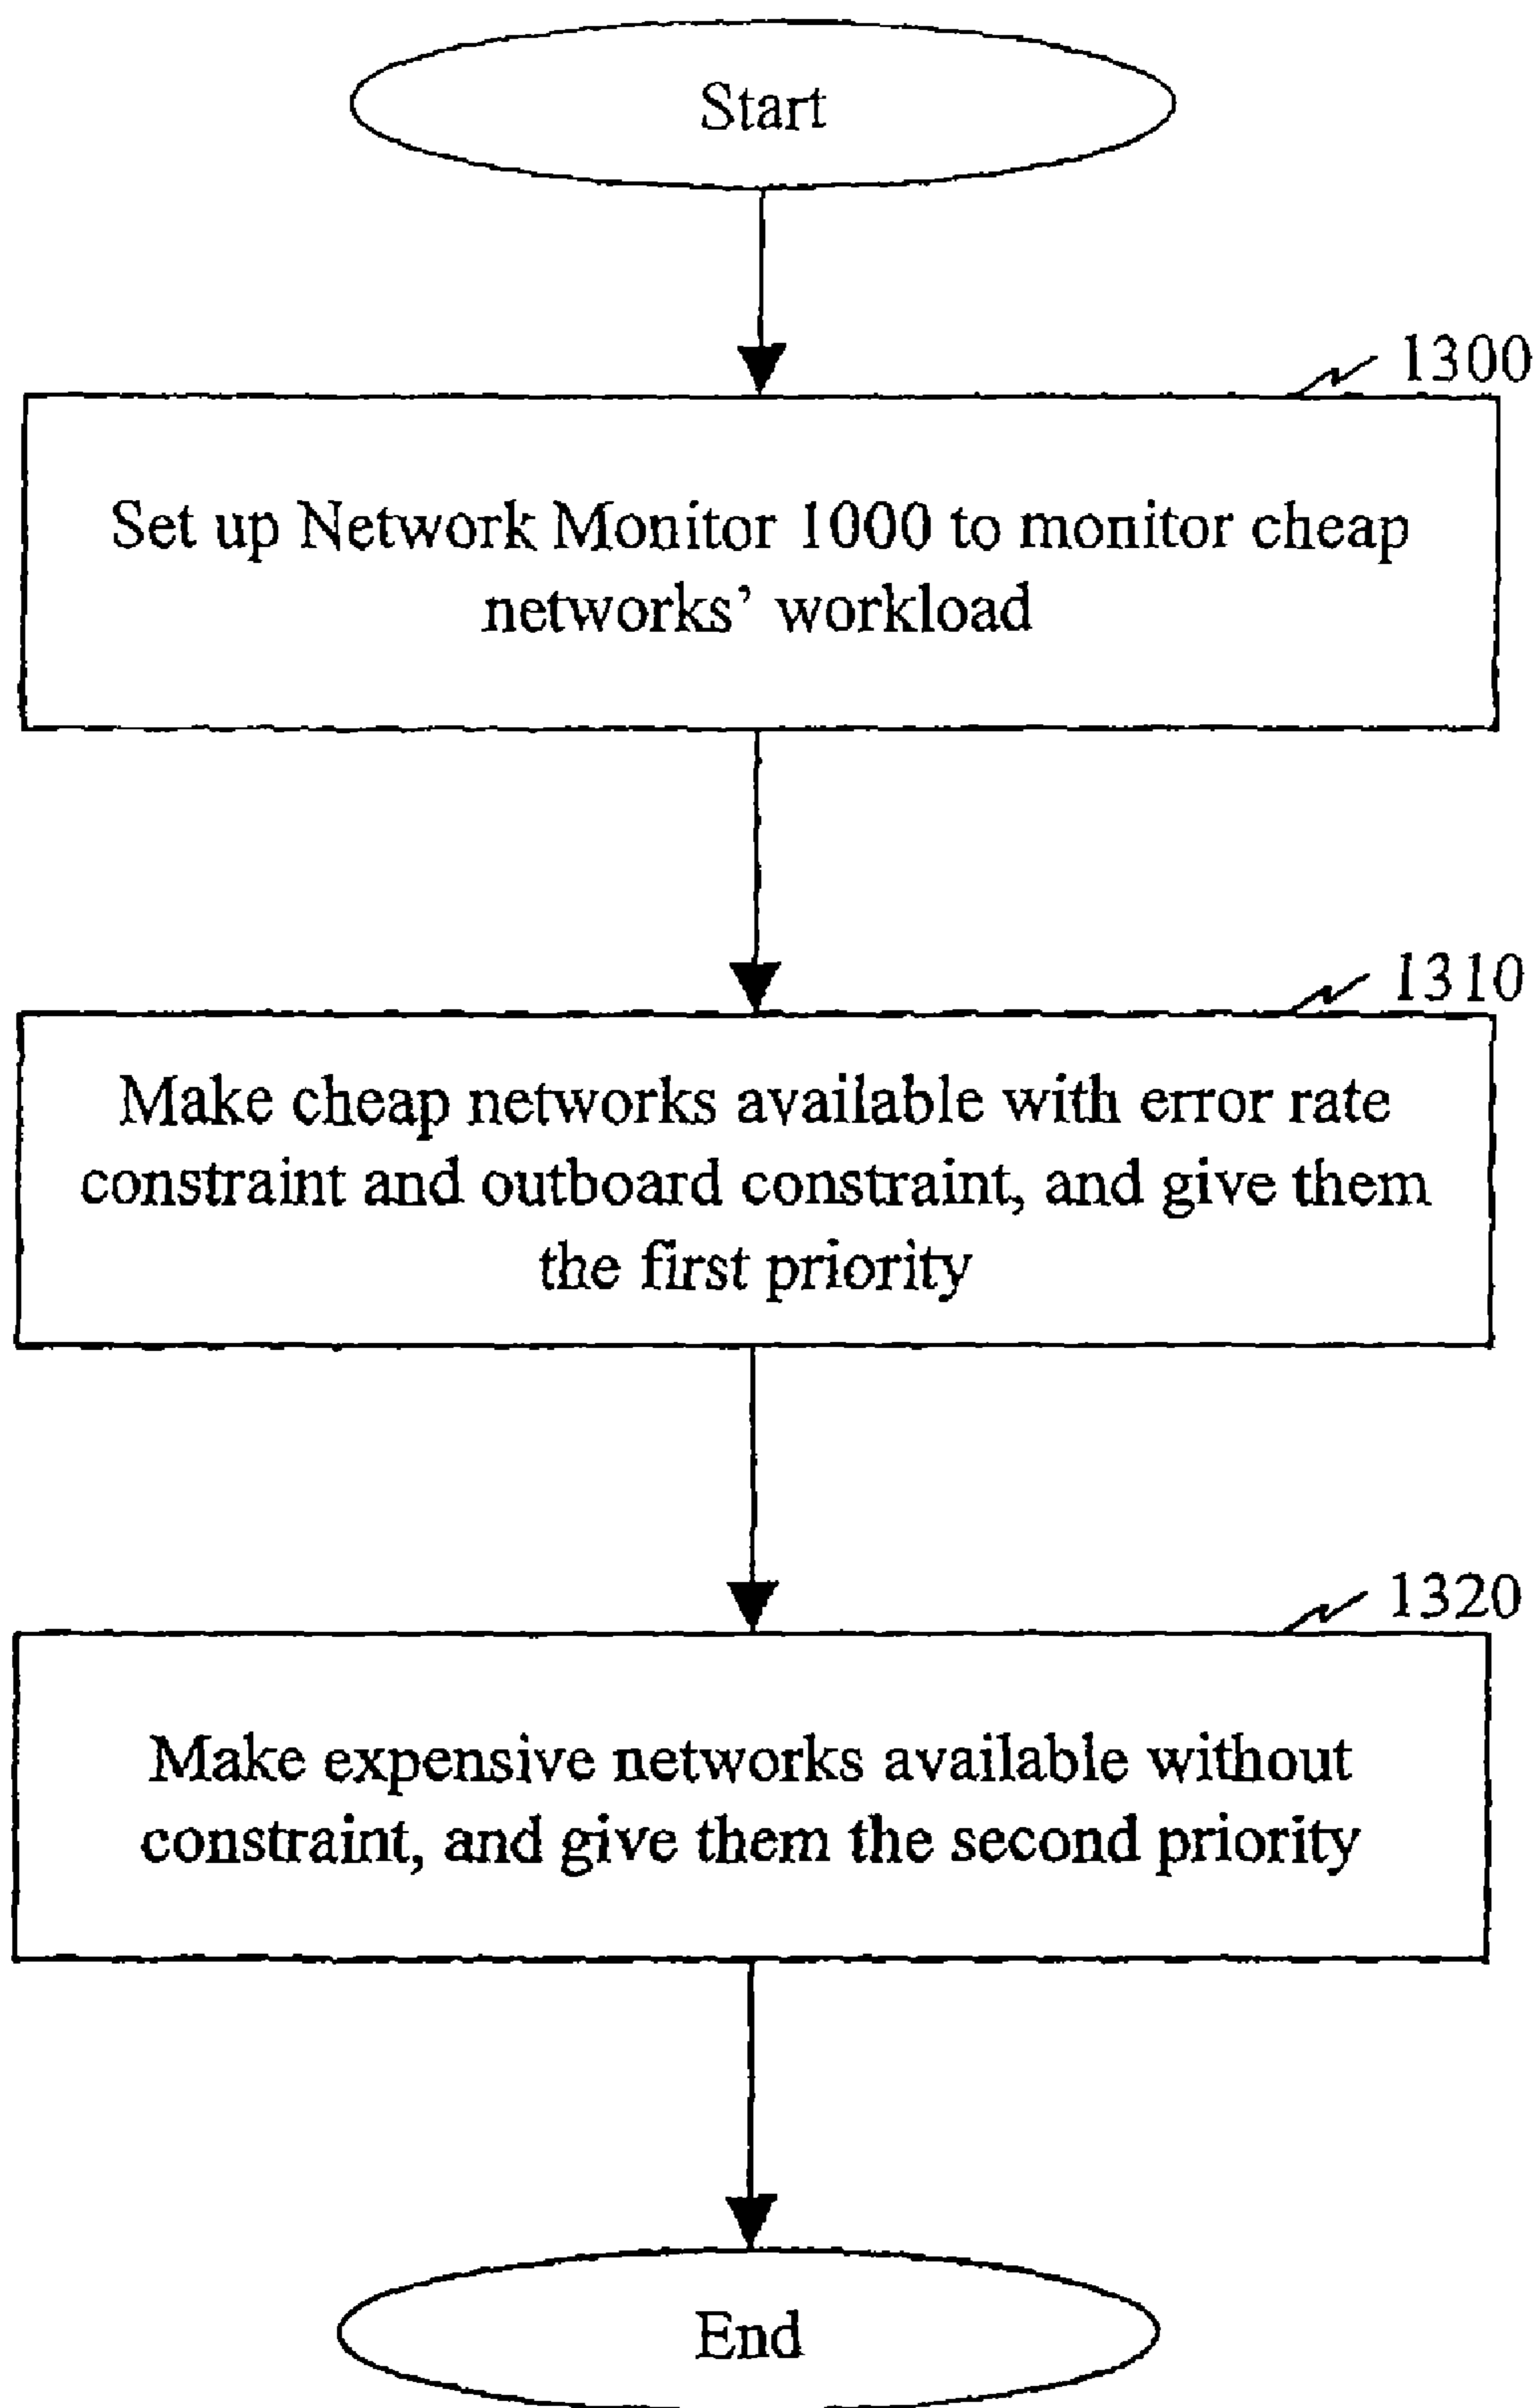 Start
1300
Set up Network Monitor 1000 to monitor cheap
networks’ workload
1310
Make cheap networks available with error rate
constraint and outboard constraint, and give them
the first priority
1320
Make expensive networks available without
constraint, and give them the second priority
End